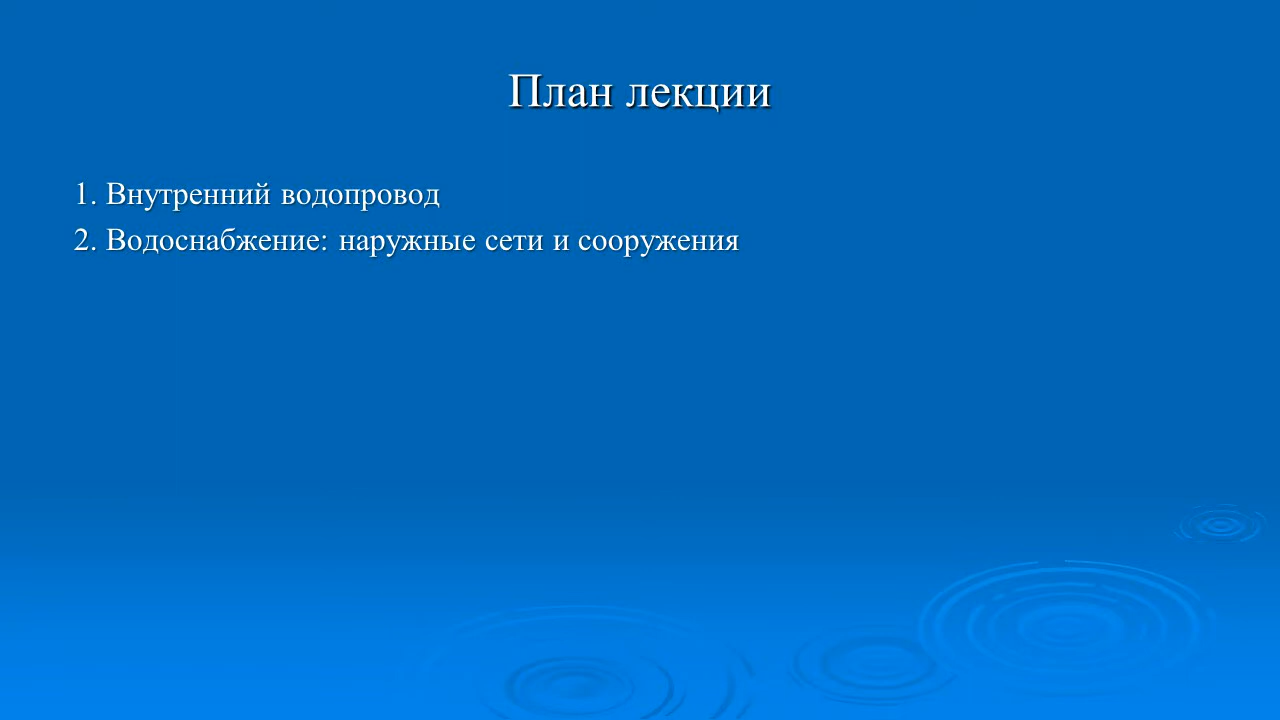 План лекции
1. Внутренний водопровод
2. Водоснабжение: наружные сети и сооружения